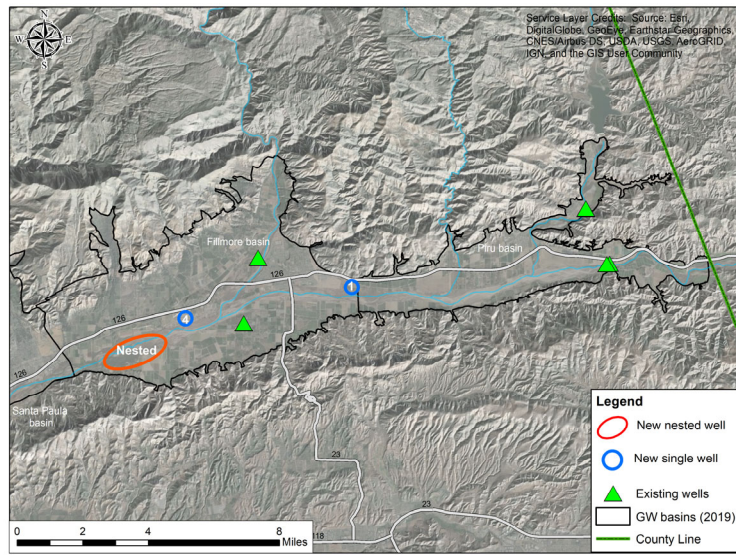 Service Layer Credits: Source: Esri,
DigitalGlobe, GeoEye, Earthstar Geographics,
CNES/Airbus DS, USDA, USGS, AeroGRID,
IGN, and the GIS User Community
N
W
E
S
Fillmore basin
Piru basin
126
126
1
4
Nested
126
Santa Paula
basin
23
23
118
Legend
New nested well
New single well
Existing wells
GW basins (2019)
County Line
0 2 4 6 8
Miles